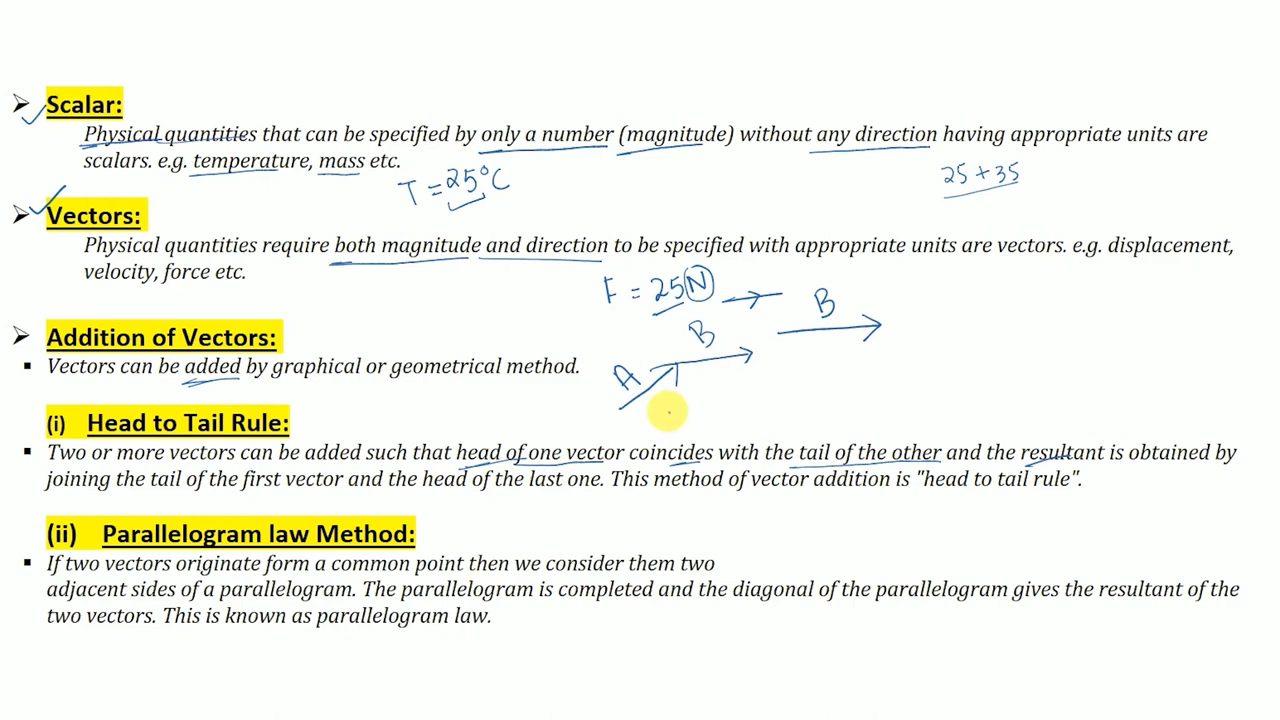 ➢ Scalar:
Physical quantities that can be specified by only a number (magnitude) without any direction having appropriate units are
scalars. e.g. temperature, mass etc.
T = 25°C
25 + 35
➢ Vectors:
Physical quantities require both magnitude and direction to be specified with appropriate units are vectors. e.g. displacement,
velocity, force etc.
F = 25 N
B
B
➢ Addition of Vectors:
▪ Vectors can be added by graphical or geometrical method.
A
(i) Head to Tail Rule:
▪ Two or more vectors can be added such that head of one vector coincides with the tail of the other and the resultant is obtained by
joining the tail of the first vector and the head of the last one. This method of vector addition is "head to tail rule".
(ii) Parallelogram law Method:
▪ If two vectors originate form a common point then we consider them two
adjacent sides of a parallelogram. The parallelogram is completed and the diagonal of the parallelogram gives the resultant of the
two vectors. This is known as parallelogram law.